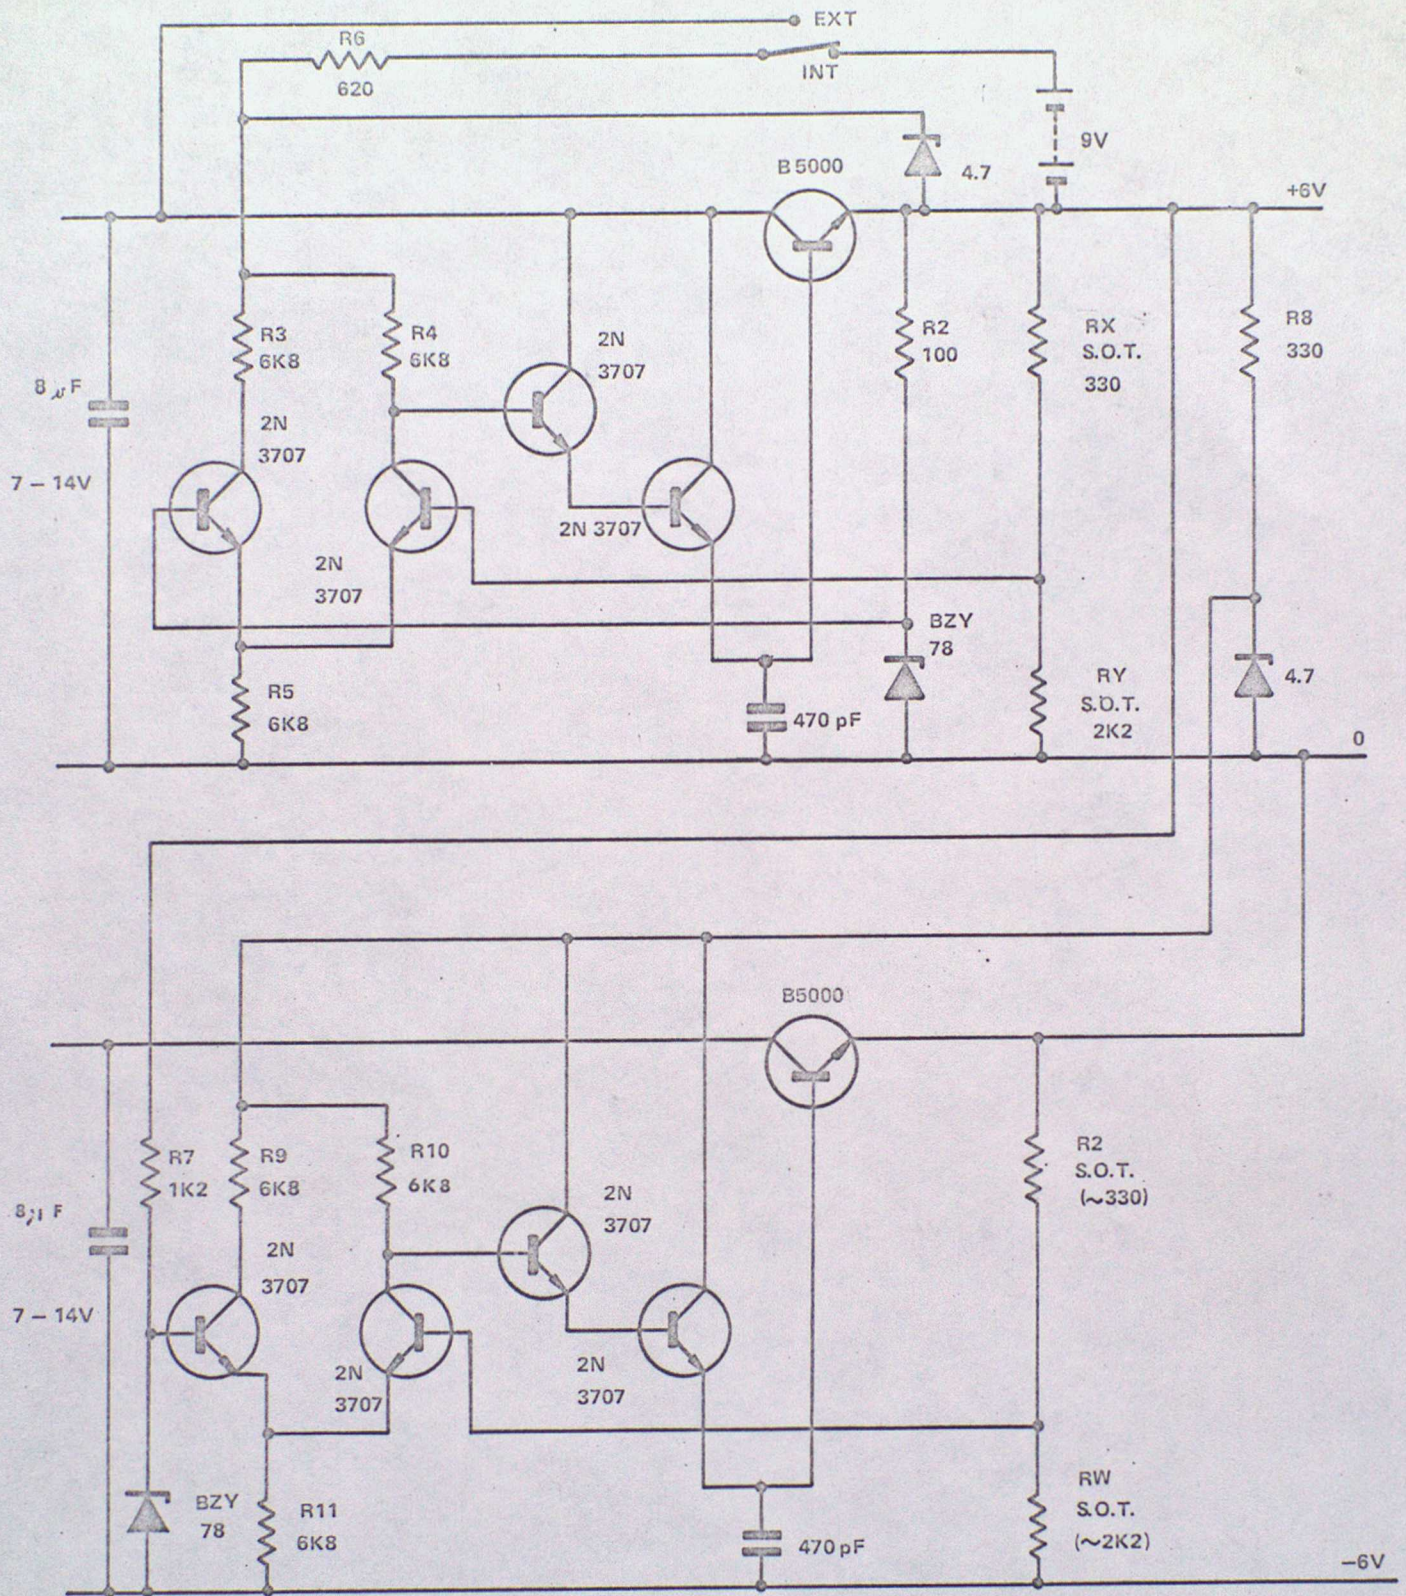 EXT
R6
620
INT
9V
B5000
4.7
+6V
R3
6K8
R4
6K8
2N
3707
R2
100
RX
S.O.T.
330
R8
330
8 µF
2N
3707
7 – 14V
2N 3707
2N
3707
BZY
78
4.7
R5
6K8
470 pF
RY
S.O.T.
2K2
0
B5000
R7
1K2
R9
6K8
R10
6K8
R2
S.O.T.
(~330)
8µF
2N
3707
2N
3707
7 – 14V
2N
3707
2N
3707
BZY
78
R11
6K8
470 pF
RW
S.O.T.
(~2K2)
–6V